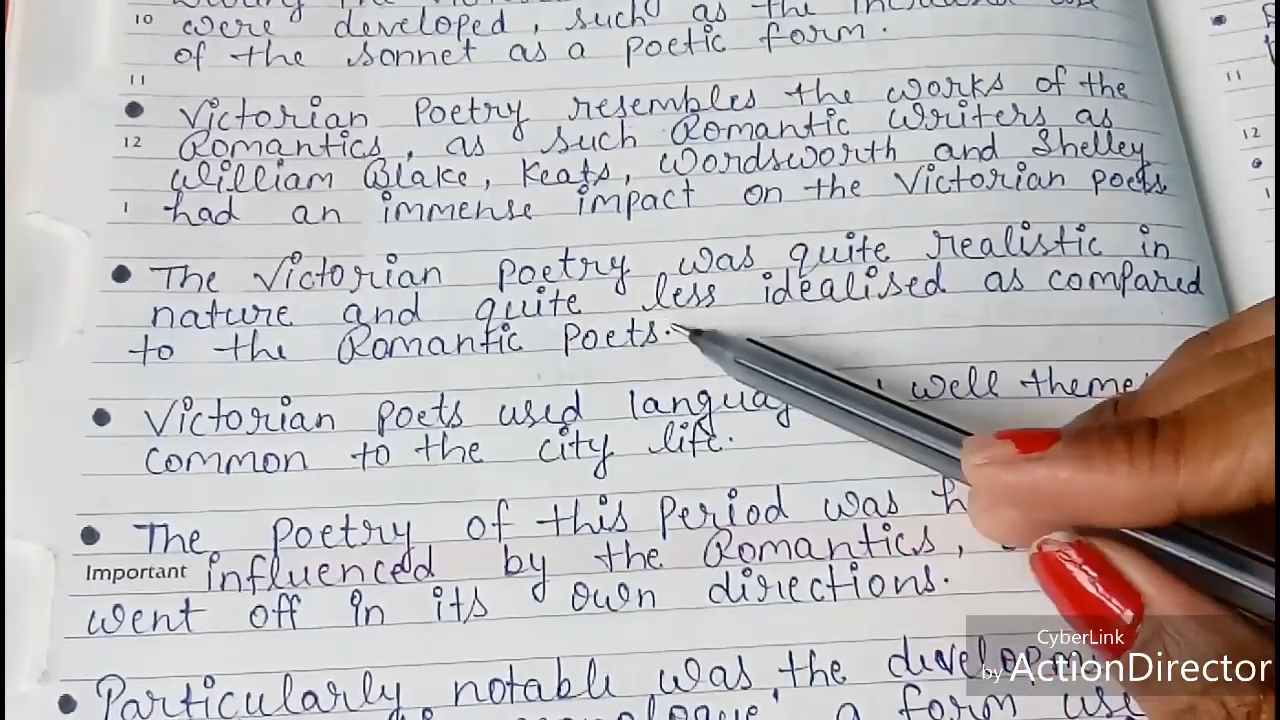 10 were developed, such as the
of the sonnet as a poetic form.
11
• Victorian Poetry resembles the works of the
12 Romantics, as such Romantic writers as
William Blake, Keats, Wordsworth and Shelley
1 had an immense impact on the Victorian poets.
• The Victorian Poetry was quite realistic in
nature and quite less idealised as compared
to the Romantic Poets.
• Victorian poets used well
common to the city life.
• The poetry of this period was
Important influenced by the Romantics,
went off in its own directions.
• Particularly notable was the
a form
11
12
1
CyberLink
by ActionDirector